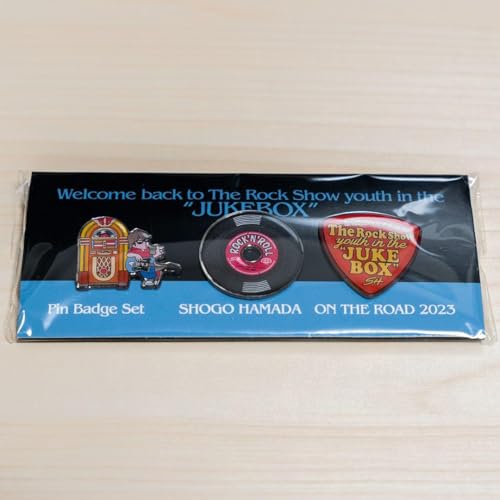 Welcome back to The Rock Show youth in the
"JUKEBOX"
ROCK'N'ROLL
The Rock Show
youth in the
"JUKE
BOX"
SH
Pin Badge Set
SHOGO HAMADA ON THE ROAD 2023